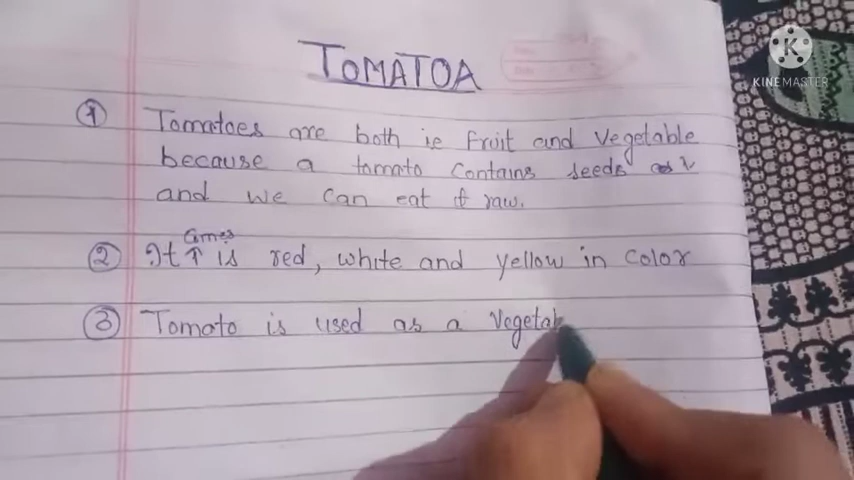 KINEMASTER
TOMATOA
① Tomatoes are both ie Fruit and Vegetable
because a tomato contains seeds
and we can eat it raw.
② It comes is red, white and yellow in color
③ Tomato is used as a Vegetab